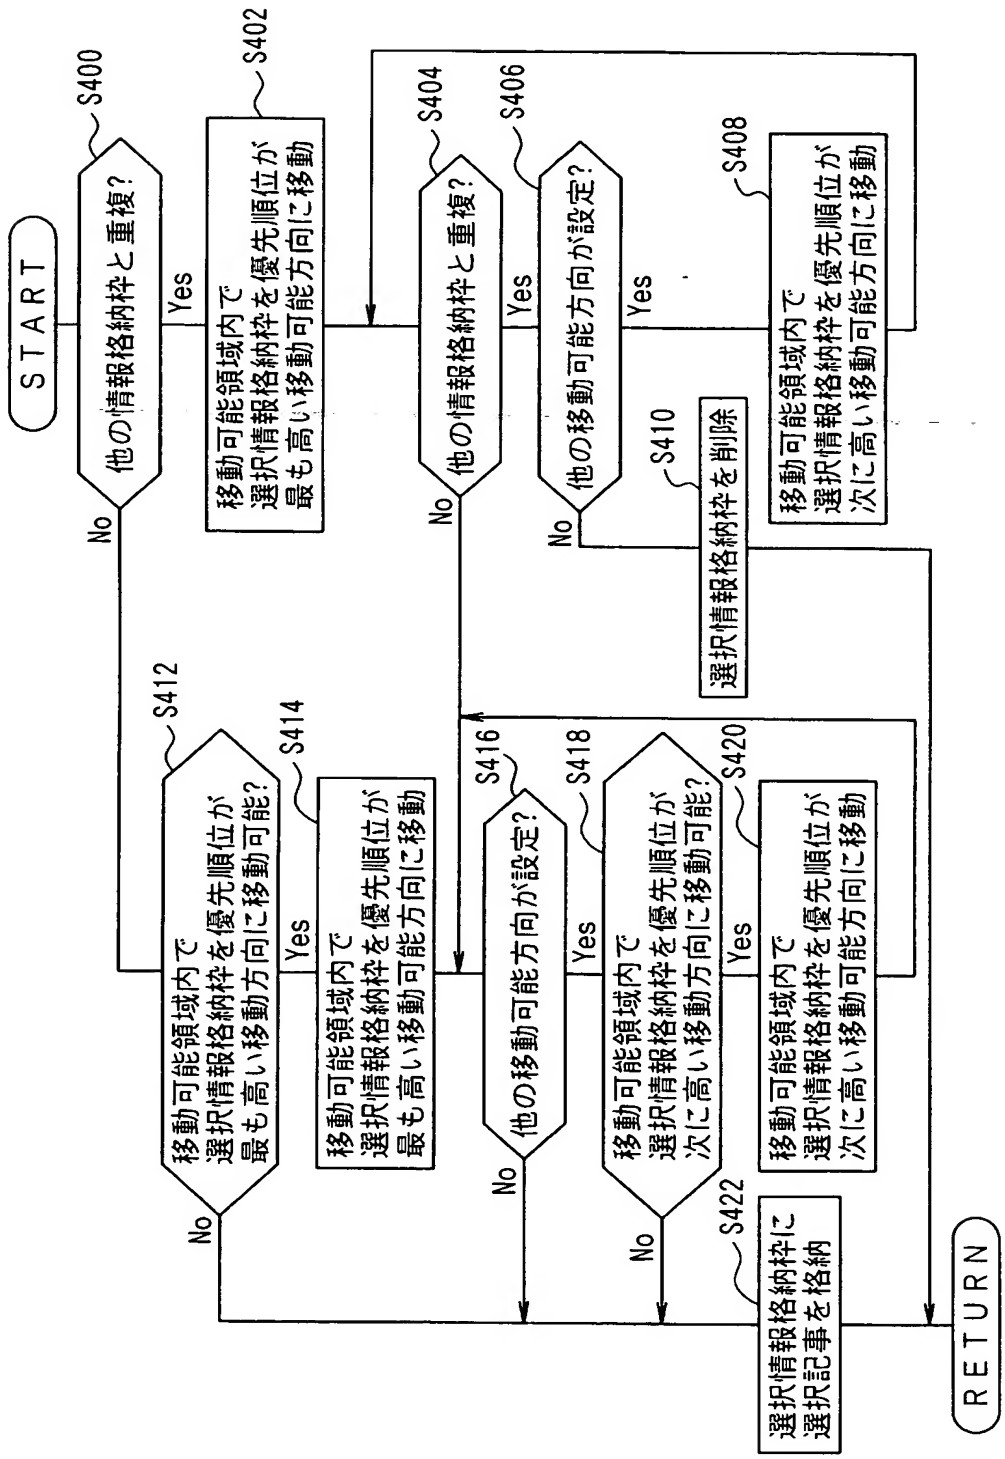 START
S400
他の情報格納枠と重複?
No
Yes
S402
移動可能領域内で
選択情報格納枠を優先順位が
最も高い移動可能方向に移動
S404
他の情報格納枠と重複?
No
Yes
S406
他の移動可能方向が設定?
No
Yes
S408
移動可能領域内で
選択情報格納枠を優先順位が
次に高い移動可能方向に移動
S410
選択情報格納枠を削除
S412
移動可能領域内で
選択情報格納枠を優先順位が
最も高い移動方向に移動可能?
No
Yes
S414
移動可能領域内で
選択情報格納枠を優先順位が
最も高い移動可能方向に移動
S416
他の移動可能方向が設定?
No
Yes
S418
移動可能領域内で
選択情報格納枠を優先順位が
次に高い移動方向に移動可能?
No
Yes
S420
移動可能領域内で
選択情報格納枠を優先順位が
次に高い移動可能方向に移動
S422
選択情報格納枠に
選択記事を格納
RETURN